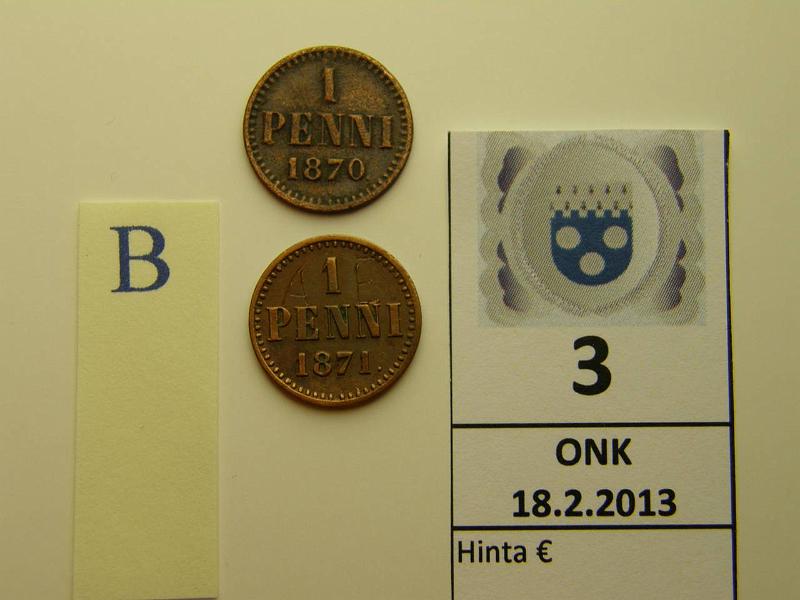 1
PENNI
1870.
B
1
PENNI
1871.
3
ONK
18.2.2013
Hinta €